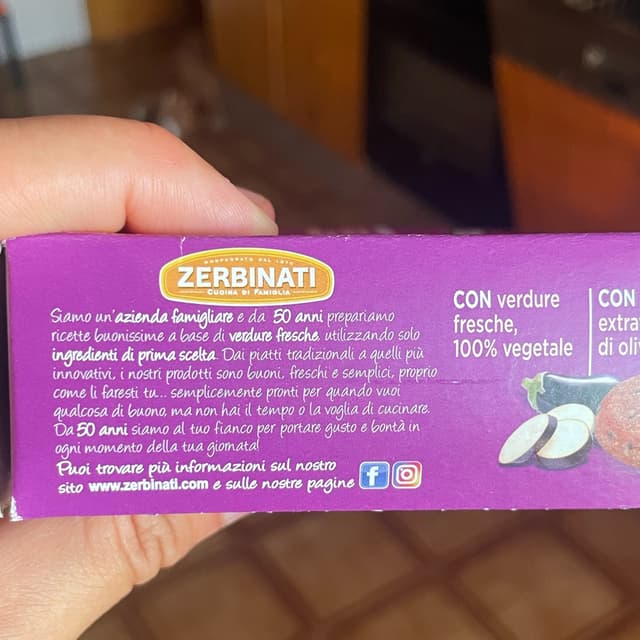 ZERBINATI
CUCINA DI FAMIGLIA
Siamo un'azienda famigliare e da 50 anni prepariamo
ricette buonissime a base di verdure fresche, utilizzando solo
ingredienti di prima scelta. Dai piatti tradizionali a quelli più
innovativi, i nostri prodotti sono buoni, freschi e semplici, proprio
come li faresti tu... semplicemente pronti per quando vuoi
qualcosa di buono, ma non hai il tempo o la voglia di cucinare.
Da 50 anni siamo al tuo fianco per portare gusto e bontà in
ogni momento della tua giornata!
Puoi trovare più informazioni sul nostro
sito www.zerbinati.com e sulle nostre pagine
CON verdure
fresche,
100% vegetale
CON
extra
di oli